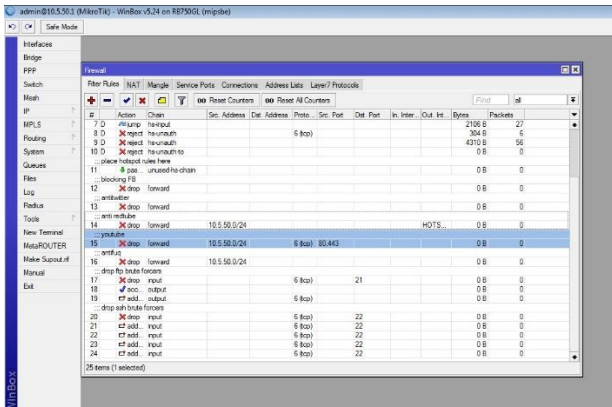 admin@10.5.50.1 (MikroTik) - WinBox v5.24 on RB750GL (mipsbe)
Safe Mode
Interfaces
Bridge
PPP
Switch
Mesh
IP
MPLS
Routing
System
Queues
Files
Log
Radius
Tools
New Terminal
MetaROUTER
Make Supout.rif
Manual
Exit
WinBox
Firewall
Filter Rules NAT Mangle Service Ports Connections Address Lists Layer7 Protocols
00 Reset Counters 00 Reset All Counters Find all
# Action Chain Src. Address Dst. Address Proto... Src. Port Dst. Port In. Inter... Out. Int... Bytes Packets
7 D jump hs-input 2106 B 27
8 D reject hs-unauth 6 (tcp) 304 B 6
9 D reject hs-unauth 4310 B 56
10 D reject hs-unauth-to 0 B 0
::: place hotspot rules here
11 pas... unused-hs-chain 0 B 0
::: blocking FB
12 drop forward 0 B 0
::: antitwitter
13 drop forward 0 B 0
::: anti redtube
14 drop forward 10.5.50.0/24 HOTS... 0 B 0
::: youtube
15 drop forward 10.5.50.0/24 6 (tcp) 80,443 0 B 0
::: antifuq
16 drop forward 10.5.50.0/24 0 B 0
::: drop ftp brute forcers
17 drop input 6 (tcp) 21 0 B 0
18 acc... output 0 B 0
19 add... output 6 (tcp) 0 B 0
::: drop ssh brute forcers
20 drop input 6 (tcp) 22 0 B 0
21 add... input 6 (tcp) 22 0 B 0
22 add... input 6 (tcp) 22 0 B 0
23 add... input 6 (tcp) 22 0 B 0
24 add... input 6 (tcp) 22 0 B 0
25 items (1 selected)